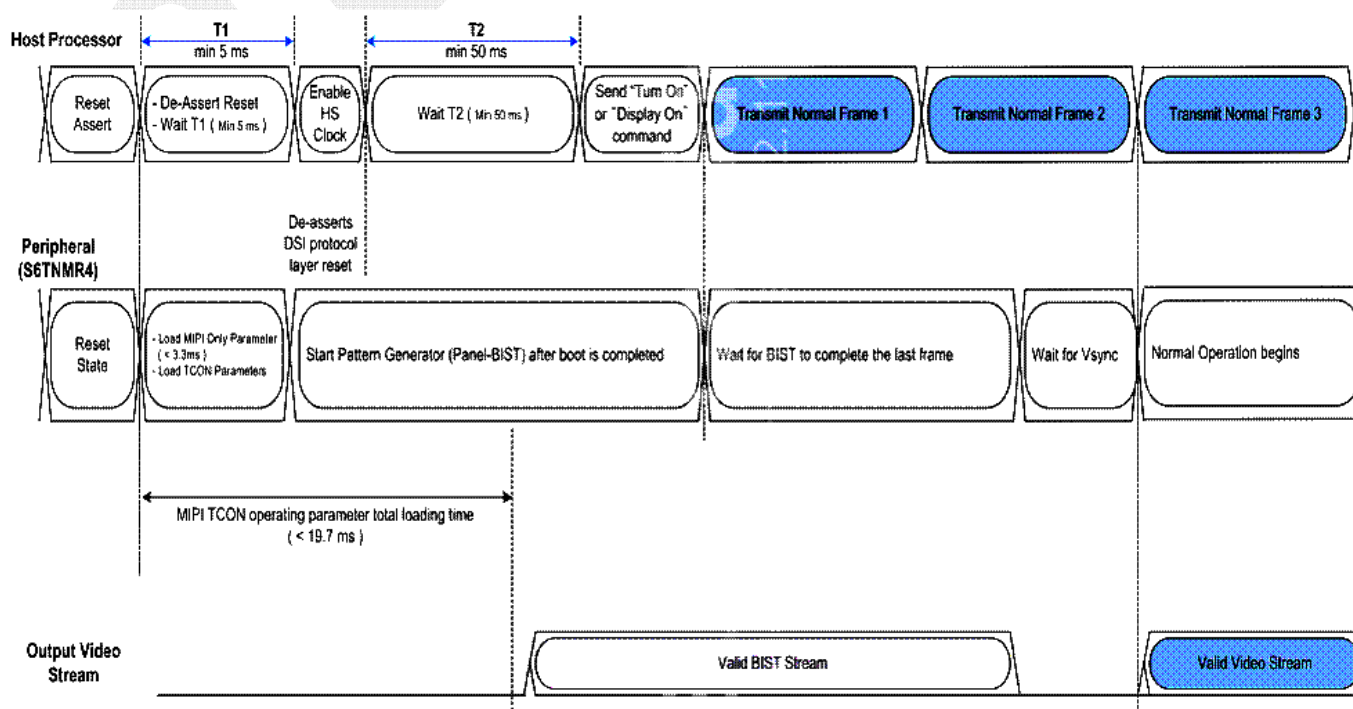 T1
min 5 ms
T2
min 50 ms
Host Processor
Reset
Assert
- De-Assert Reset
- Wait T1 ( Min 5 ms )
Enable
HS
Clock
Wait T2 ( Min 50 ms )
Send "Turn On"
or "Display On"
command
Transmit Normal Frame 1
Transmit Normal Frame 2
Transmit Normal Frame 3
De-asserts
DSI protocol
layer reset
Peripheral
(S6TNMR4)
Reset
State
- Load MIPI Only Parameter
( < 3.3ms )
- Load TCON Parameters
Start Pattern Generator (Panel-BIST) after boot is completed
Wait for BIST to complete the last frame
Wait for Vsync
Normal Operation begins
MIPI TCON operating parameter total loading time
( < 19.7 ms )
Output Video
Stream
Valid BIST Stream
Valid Video Stream